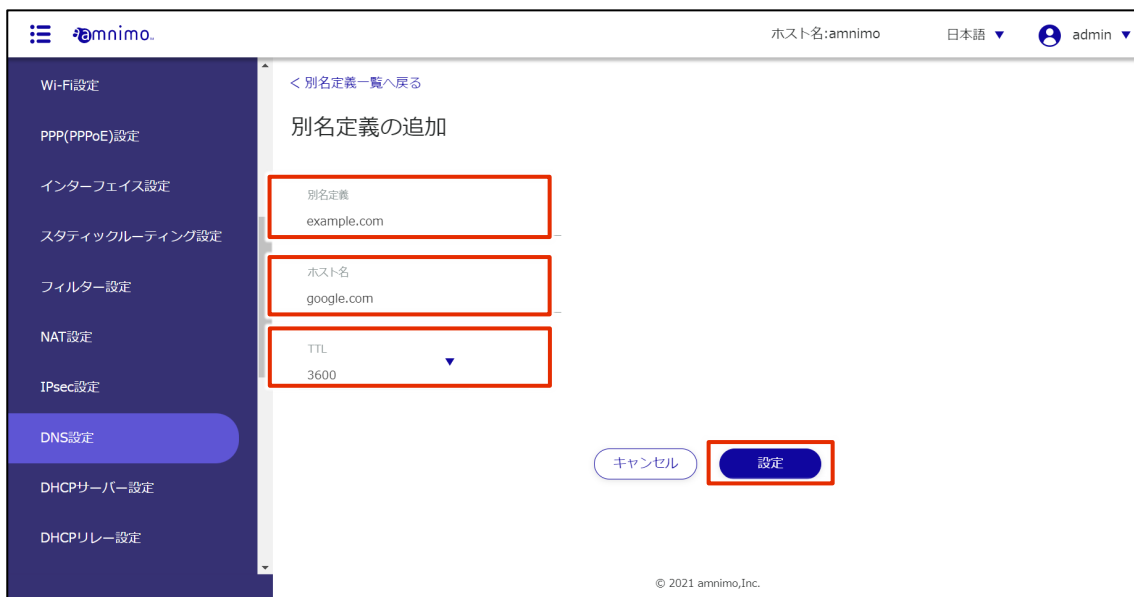 amnimo
ホスト名:amnimo
日本語 ▼
admin ▼
Wi-Fi設定
PPP(PPPoE)設定
インターフェイス設定
スタティックルーティング設定
フィルター設定
NAT設定
IPsec設定
DNS設定
DHCPサーバー設定
DHCPリレー設定
< 別名定義一覧へ戻る
別名定義の追加
別名定義
example.com
ホスト名
google.com
TTL
3600
キャンセル
設定
© 2021 amnimo,Inc.